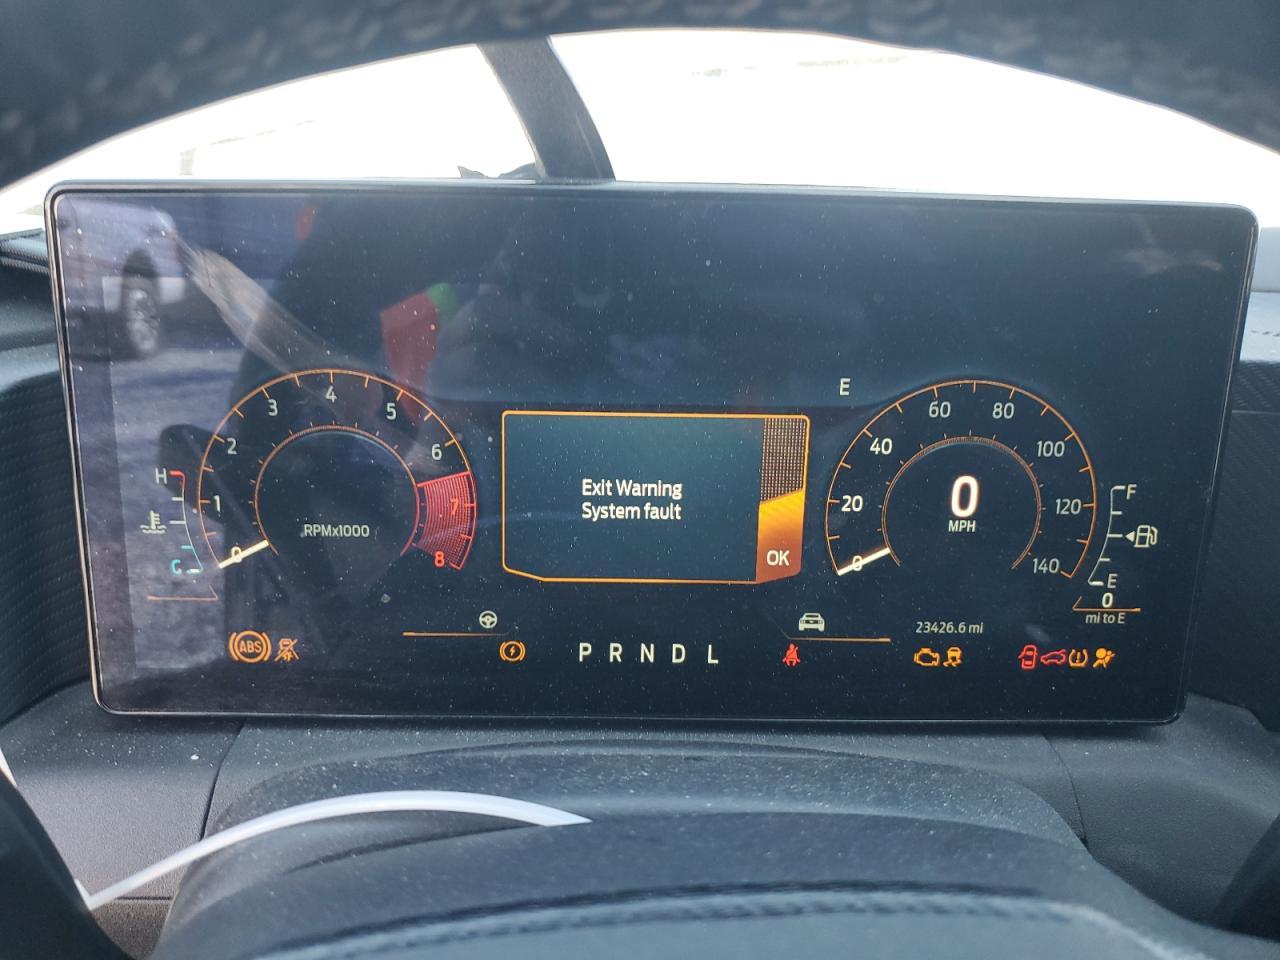 E
0 1 2 3 4 5 6 7 8
RPMx1000
H
C
Exit Warning
System fault
OK
0 20 40 60 80 100 120 140
0
MPH
F
E
0
mi to E
23426.6 mi
ABS
P R N D L